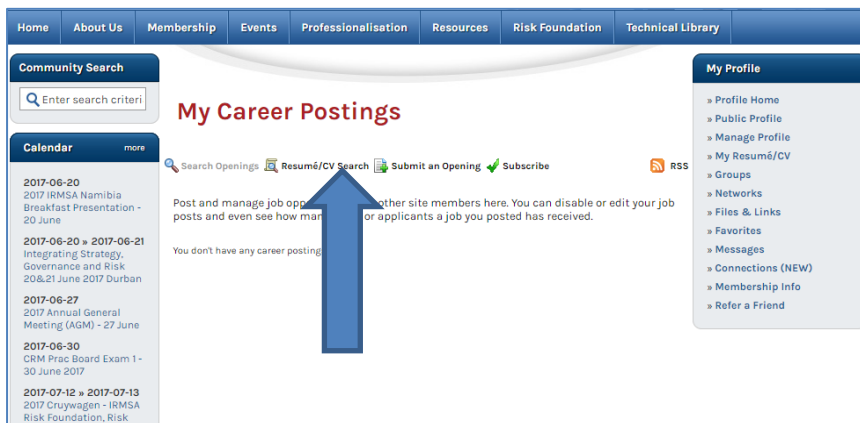 Home About Us Membership Events Professionalisation Resources Risk Foundation Technical Library
Community Search
Enter search criteri
Calendar more
2017-06-20
2017 IRMSA Namibia
Breakfast Presentation -
20 June
2017-06-20 » 2017-06-21
Integrating Strategy,
Governance and Risk
20&21 June 2017 Durban
2017-06-27
2017 Annual General
Meeting (AGM) - 27 June
2017-06-30
CRM Prac Board Exam 1 -
30 June 2017
2017-07-12 » 2017-07-13
2017 Cruywagen - IRMSA
Risk Foundation, Risk
My Career Postings
Search Openings Resumé/CV Search Submit an Opening Subscribe RSS
Post and manage job opp other site members here. You can disable or edit your job
posts and even see how man or applicants a job you posted has received.
You don't have any career posting
My Profile
» Profile Home
» Public Profile
» Manage Profile
» My Resumé/CV
» Groups
» Networks
» Files & Links
» Favorites
» Messages
» Connections (NEW)
» Membership Info
» Refer a Friend